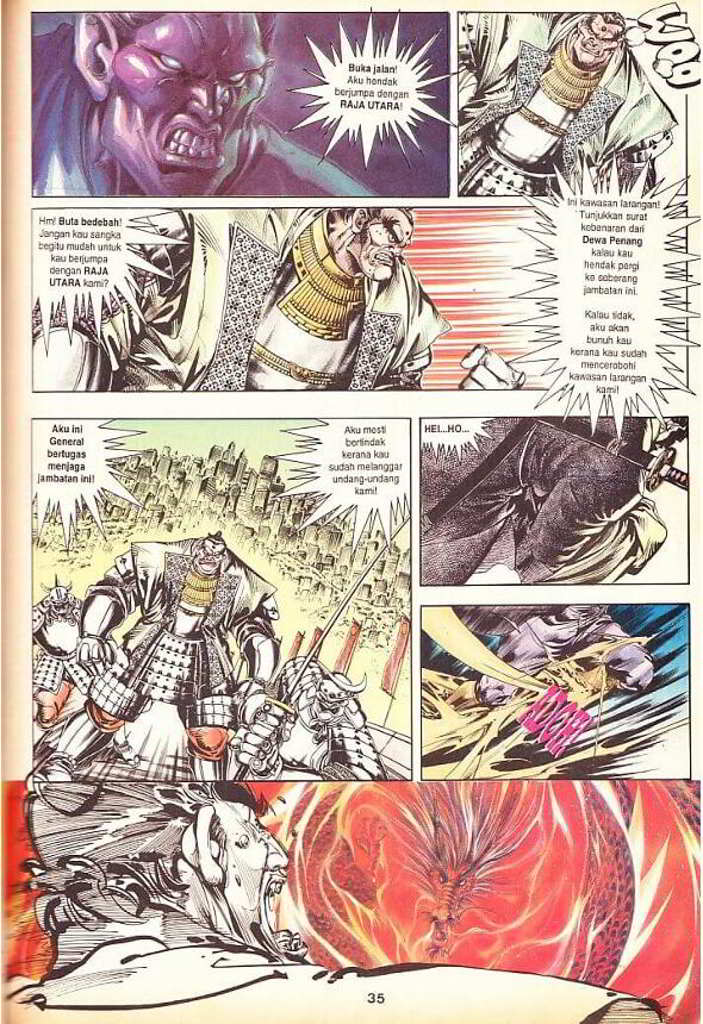 Buka jalan!
Aku hendak
berjumpa dengan
RAJA UTARA!
Hm! Buta bedebah!
Jangan kau sangka
begitu mudah untuk
kau berjumpa
dengan RAJA
UTARA kami?
Ini kawasan larangan!
Tunjukkan surat
kebenaran dari
Dewa Penang
kalau kau
hendak pergi
ke seberang
jambatan ini.
Kalau tidak,
aku akan
bunuh kau
kerana kau sudah
mencerobohi
kawasan larangan
kami!
Aku ini
General
bertugas
menjaga
jambatan ini!
Aku mesti
bertindak
kerana kau
sudah melanggar
undang-undang
kami!
HEI...HO...
35